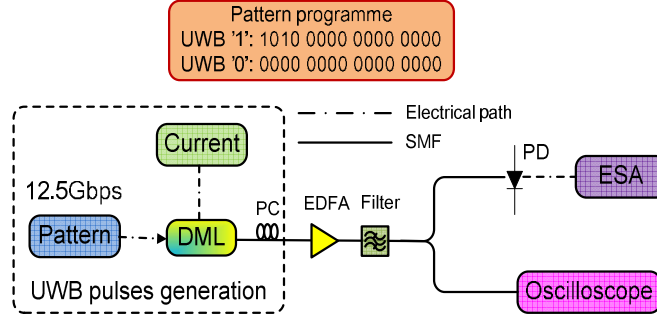 Pattern programme
UWB '1': 1010 0000 0000 0000
UWB '0': 0000 0000 0000 0000
Electrical path
SMF
Current
PD
ESA
12.5Gbps
PC
EDFA
Filter
Pattern
DML
UWB pulses generation
Oscilloscope